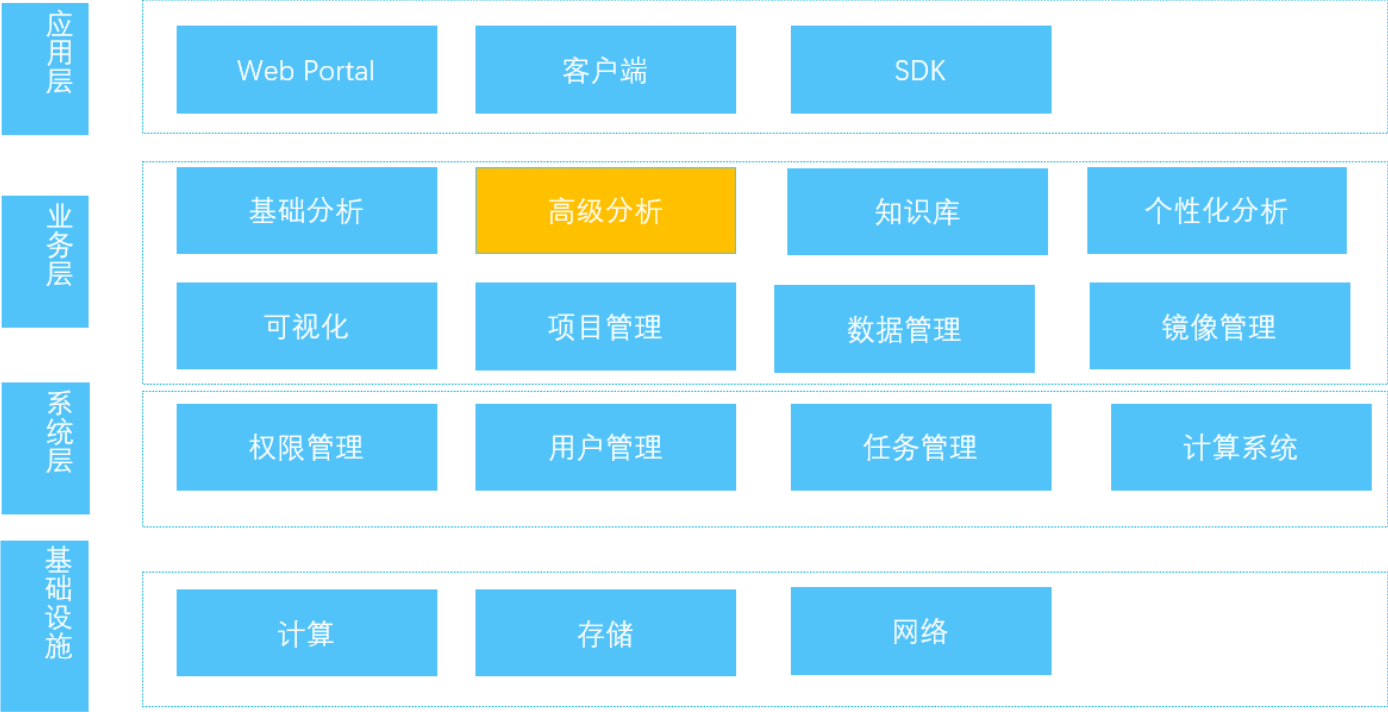 应用层
Web Portal
客户端
SDK
业务层
基础分析
高级分析
知识库
个性化分析
可视化
项目管理
数据管理
镜像管理
系统层
权限管理
用户管理
任务管理
计算系统
基础设施
计算
存储
网络